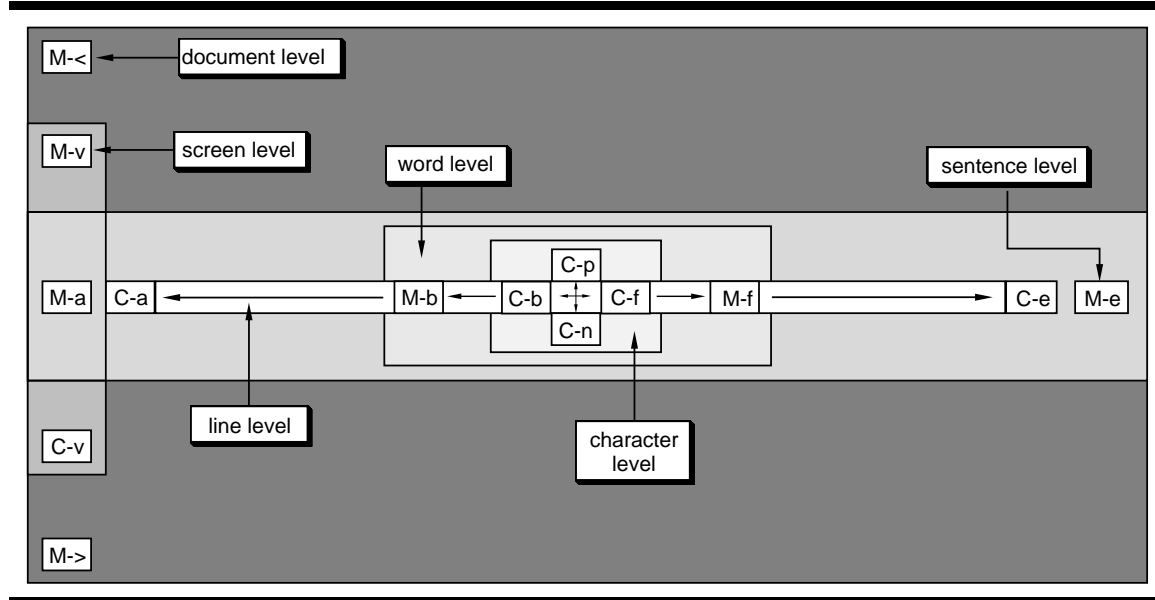 M-<
document level
M-v
screen level
word level
sentence level
C-p
M-a
C-a
M-b
C-b
C-f
M-f
C-e
M-e
C-n
line level
C-v
character
level
M->